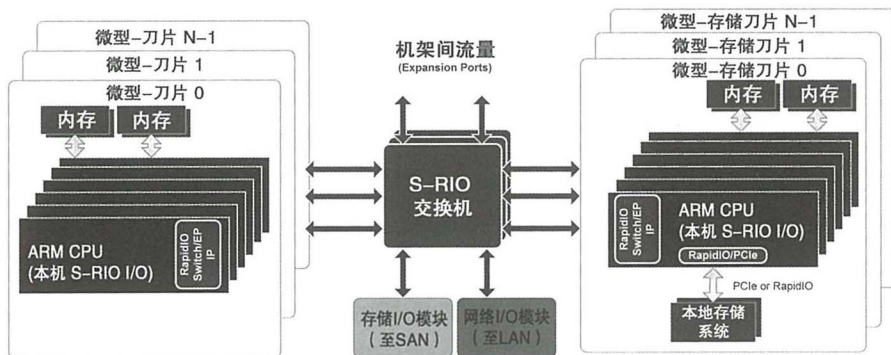 微型-刀片 N-1
微型-刀片 1
微型-刀片 0
内存 内存
ARM CPU
(本机 S-RIO I/O)
RapidIO
Switch/EP
IP
机架间流量
(Expansion Ports)
S-RIO
交换机
存储I/O模块
(至SAN)
网络I/O模块
(至LAN)
微型-存储刀片 N-1
微型-存储刀片 1
微型-存储刀片 0
内存 内存
RapidIO
Switch/EP
IP
ARM CPU
(本机 S-RIO I/O)
RapidIO/PCIe
PCIe or RapidIO
本地存储
系统